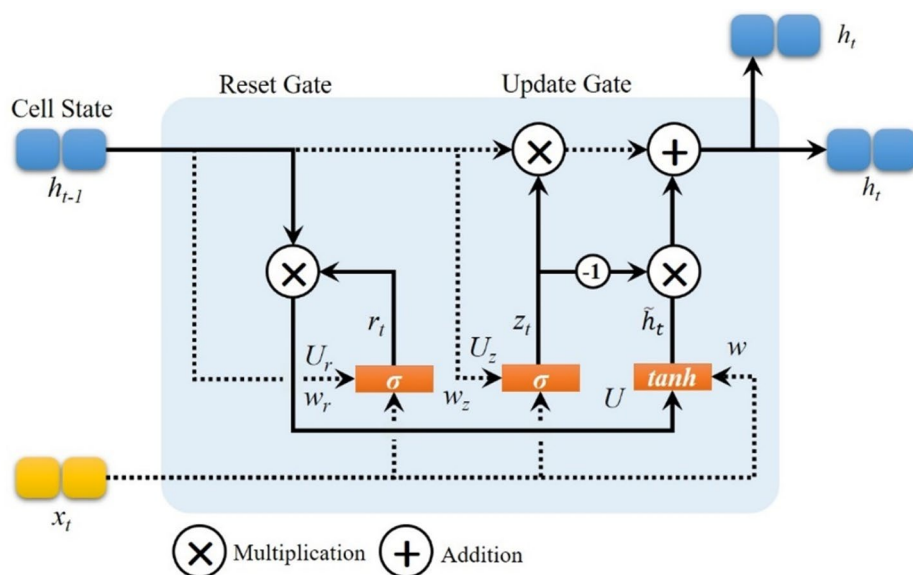 h_t
Reset Gate
Update Gate
Cell State
h_{t-1}
h_t
-1
r_t
z_t
h̃_t
U_r
U_z
w
σ
σ
tanh
w_r
w_z
U
x_t
Multiplication
Addition